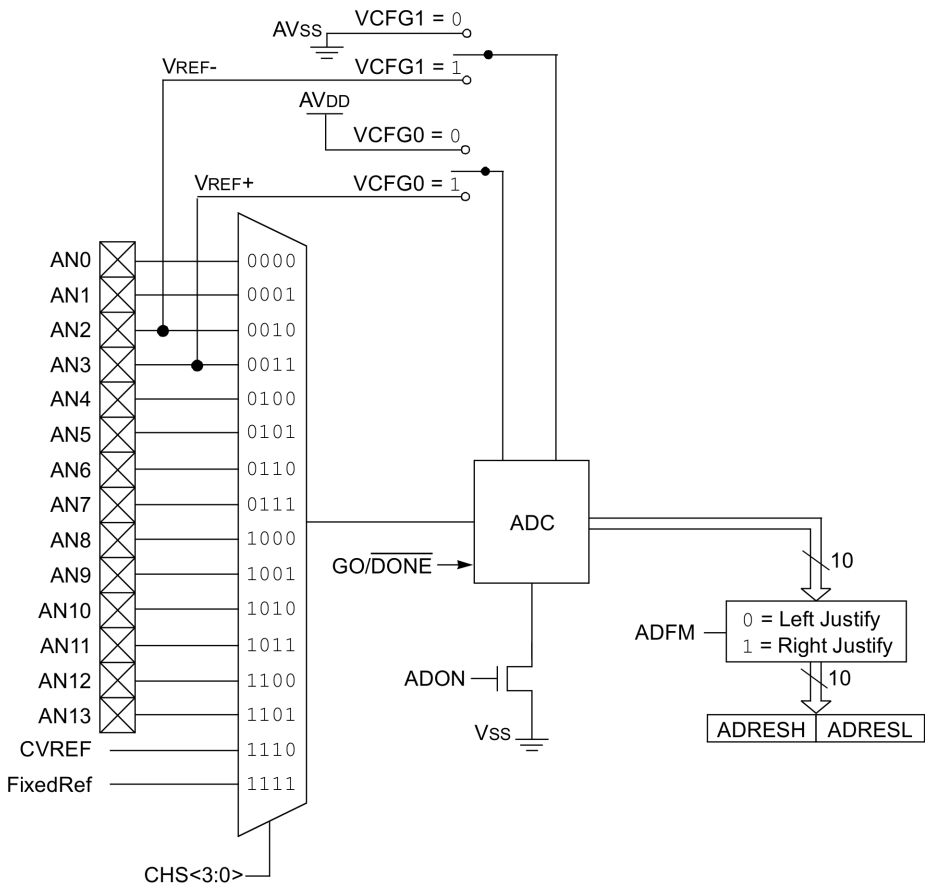 AVSS
VCFG1 = 0
VREF-
VCFG1 = 1
AVDD
VCFG0 = 0
VREF+
VCFG0 = 1
AN0
0000
AN1
0001
AN2
0010
AN3
0011
AN4
0100
AN5
0101
AN6
0110
AN7
0111
ADC
AN8
1000
GO/DONE
10
AN9
1001
AN10
1010
0 = Left Justify
ADFM
1 = Right Justify
AN11
1011
AN12
1100
ADON
10
AN13
1101
VSS
ADRESH
ADRESL
CVREF
1110
FixedRef
1111
CHS<3:0>